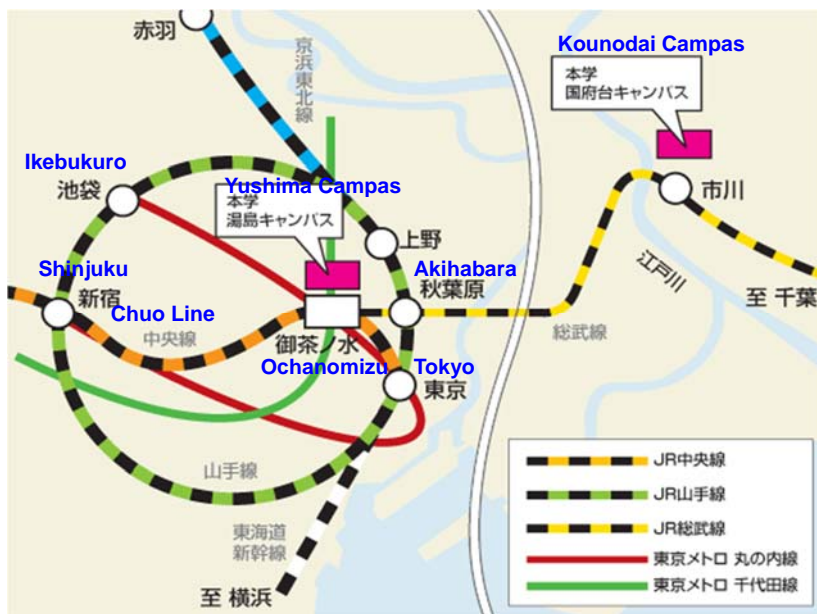 赤羽
京浜東北線
Kounodai Campas
本学
国府台キャンパス
Ikebukuro
池袋
Yushima Campas
本学
湯島キャンパス
市川
上野
Shinjuku
新宿
Akihabara
秋葉原
江戸川
至 千葉
Chuo Line
中央線
御茶ノ水
総武線
Ochanomizu
Tokyo
東京
山手線
東海道
新幹線
至 横浜
JR中央線
JR山手線
JR総武線
東京メトロ 丸の内線
東京メトロ 千代田線